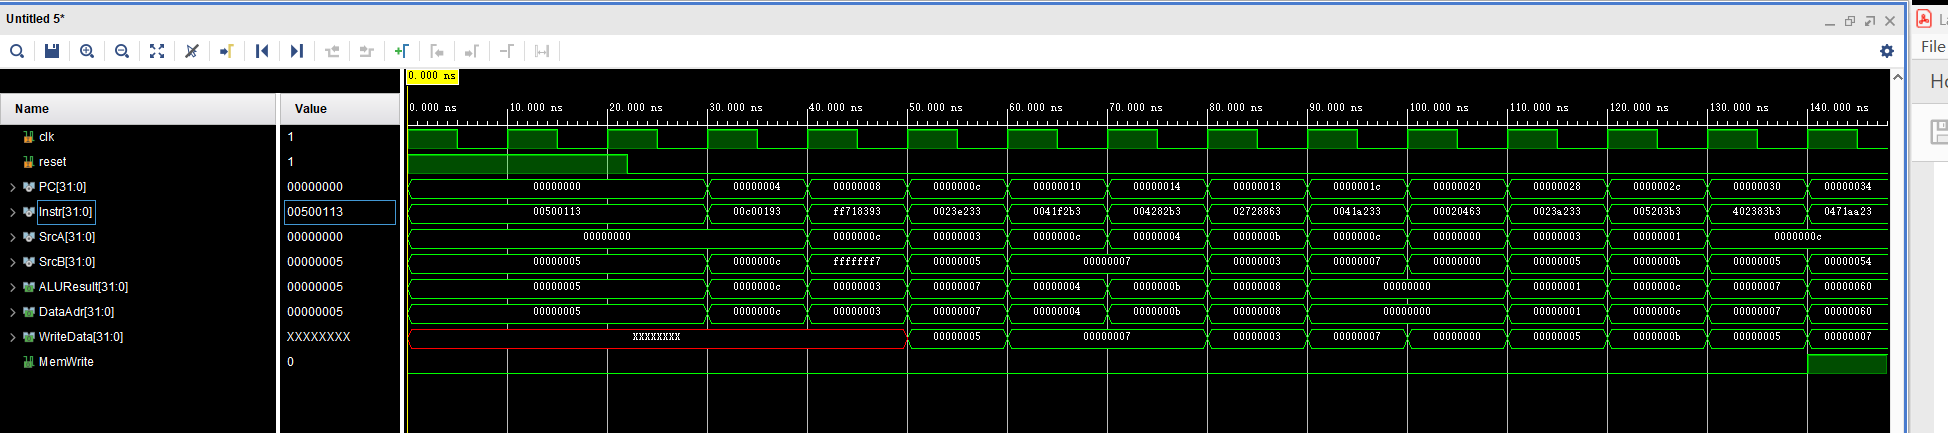 Untitled 5*
La
File
Ho
0.000 ns
Name Value 0.000 ns 10.000 ns 20.000 ns 30.000 ns 40.000 ns 50.000 ns 60.000 ns 70.000 ns 80.000 ns 90.000 ns 100.000 ns 110.000 ns 120.000 ns 130.000 ns 140.000 ns
clk 1
reset 1
PC[31:0] 00000000 00000000 00000004 00000008 0000000c 00000010 00000014 00000018 0000001c 00000020 00000028 0000002c 00000030 00000034
Instr[31:0] 00500113 00500113 00c00193 ff718393 0023e233 0041f2b3 004282b3 02728863 0041a233 00020463 0023a233 005203b3 402383b3 0471aa23
SrcA[31:0] 00000000 00000000 0000000c 00000003 0000000c 00000004 0000000b 0000000c 00000000 00000003 00000001 0000000c
SrcB[31:0] 00000005 00000005 0000000c fffffff7 00000005 00000007 00000003 00000007 00000000 00000005 0000000b 00000005 00000054
ALUResult[31:0] 00000005 00000005 0000000c 00000003 00000007 00000004 0000000b 00000008 00000000 00000001 0000000c 00000007 00000060
DataAdr[31:0] 00000005 00000005 0000000c 00000003 00000007 00000004 0000000b 00000008 00000000 00000001 0000000c 00000007 00000060
WriteData[31:0] XXXXXXXX XXXXXXXX 00000005 00000007 00000003 00000007 00000000 00000005 0000000b 00000005 00000007
MemWrite 0